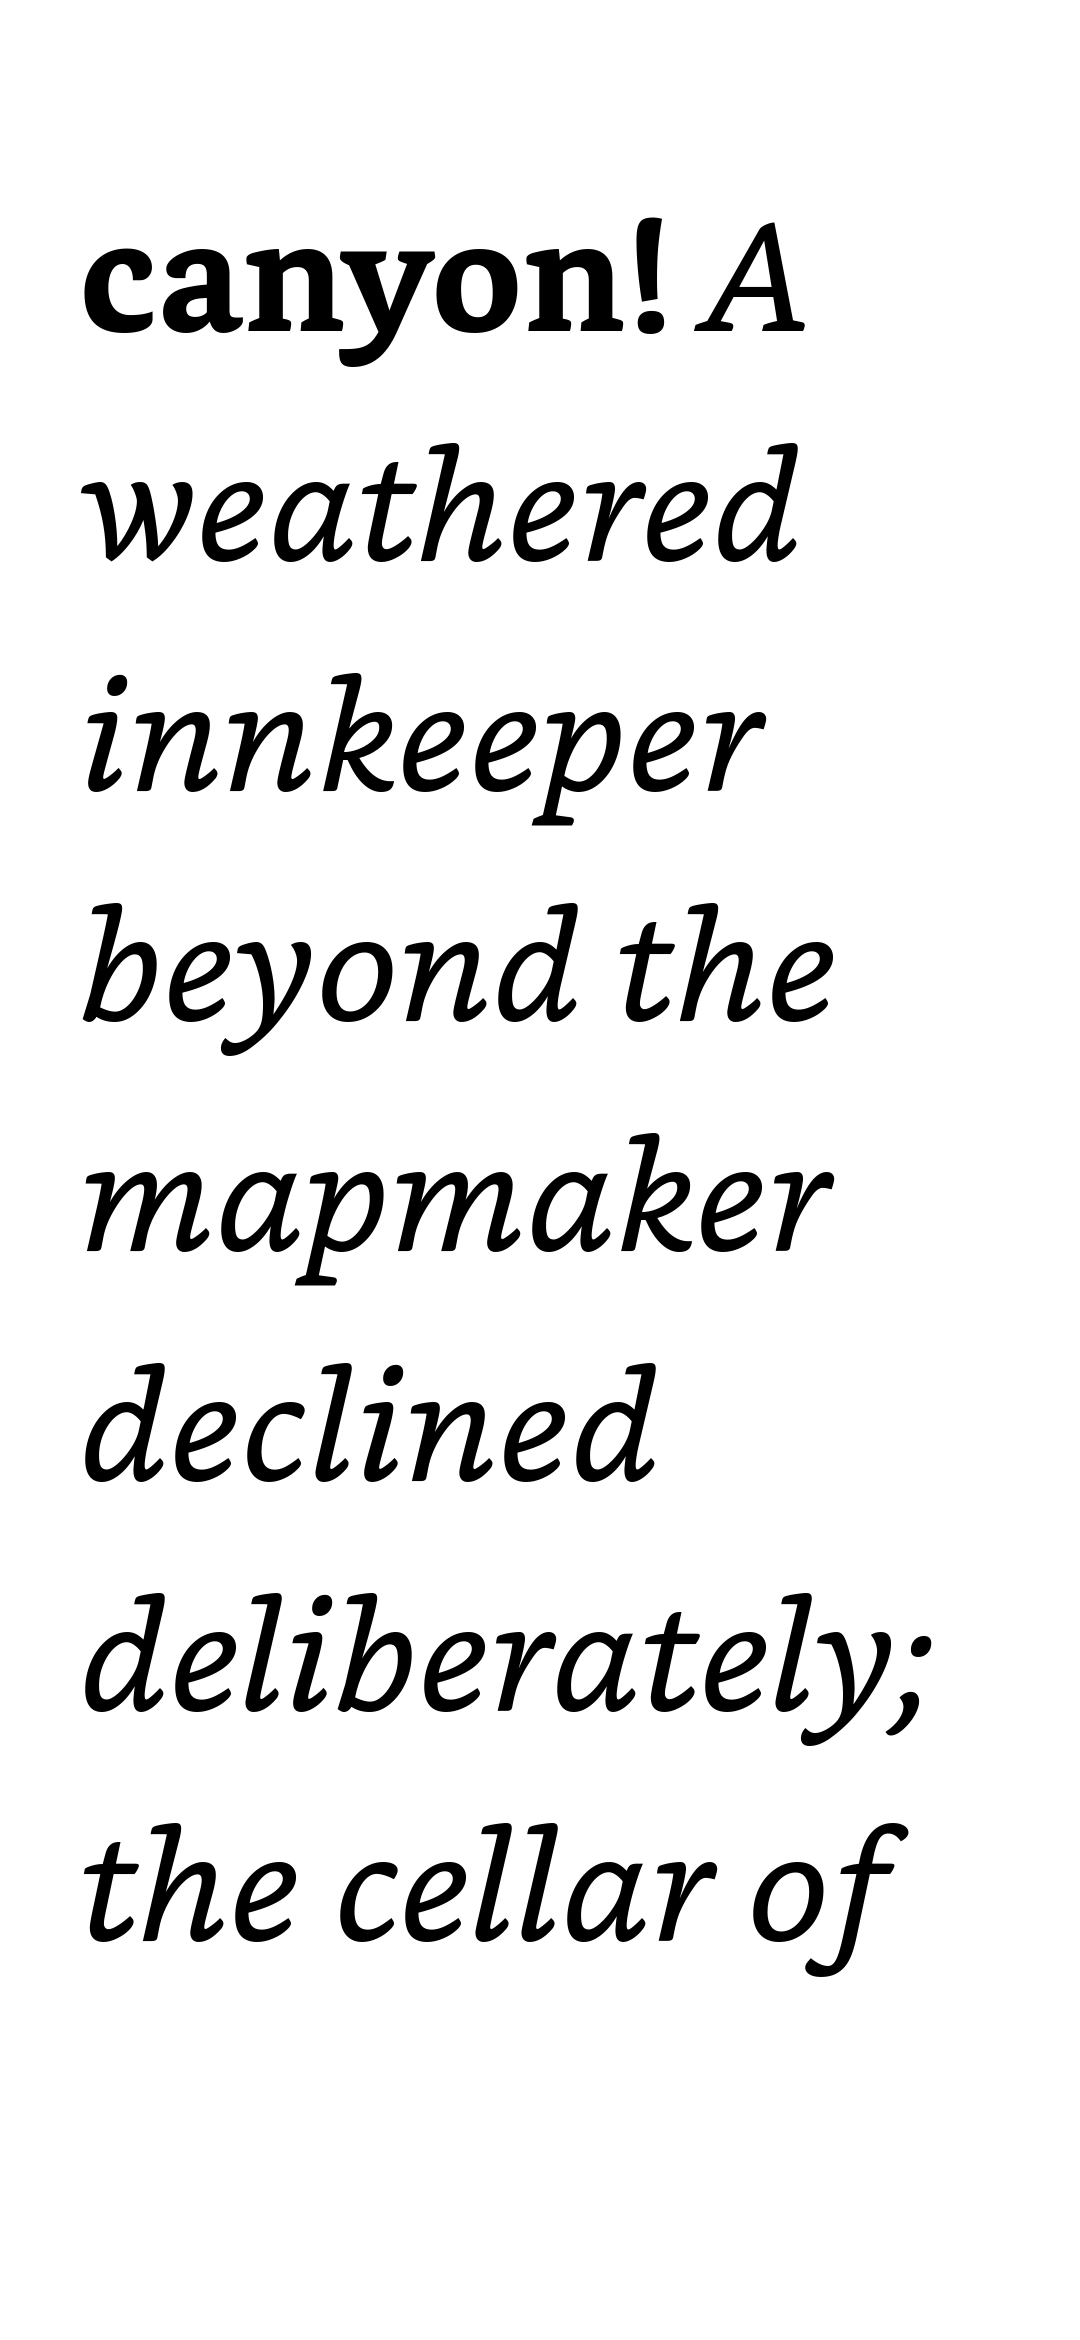 canyon! A
weathered
innkeeper
beyond the
mapmaker
declined
deliberately;
the cellar of